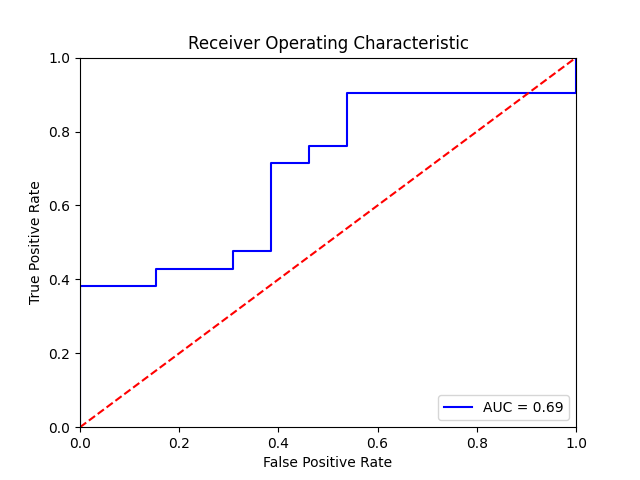 Receiver Operating Characteristic
1.0
0.8
0.6
0.4
0.2
0.0
True Positive Rate
AUC = 0.69
0.0 0.2 0.4 0.6 0.8 1.0
False Positive Rate